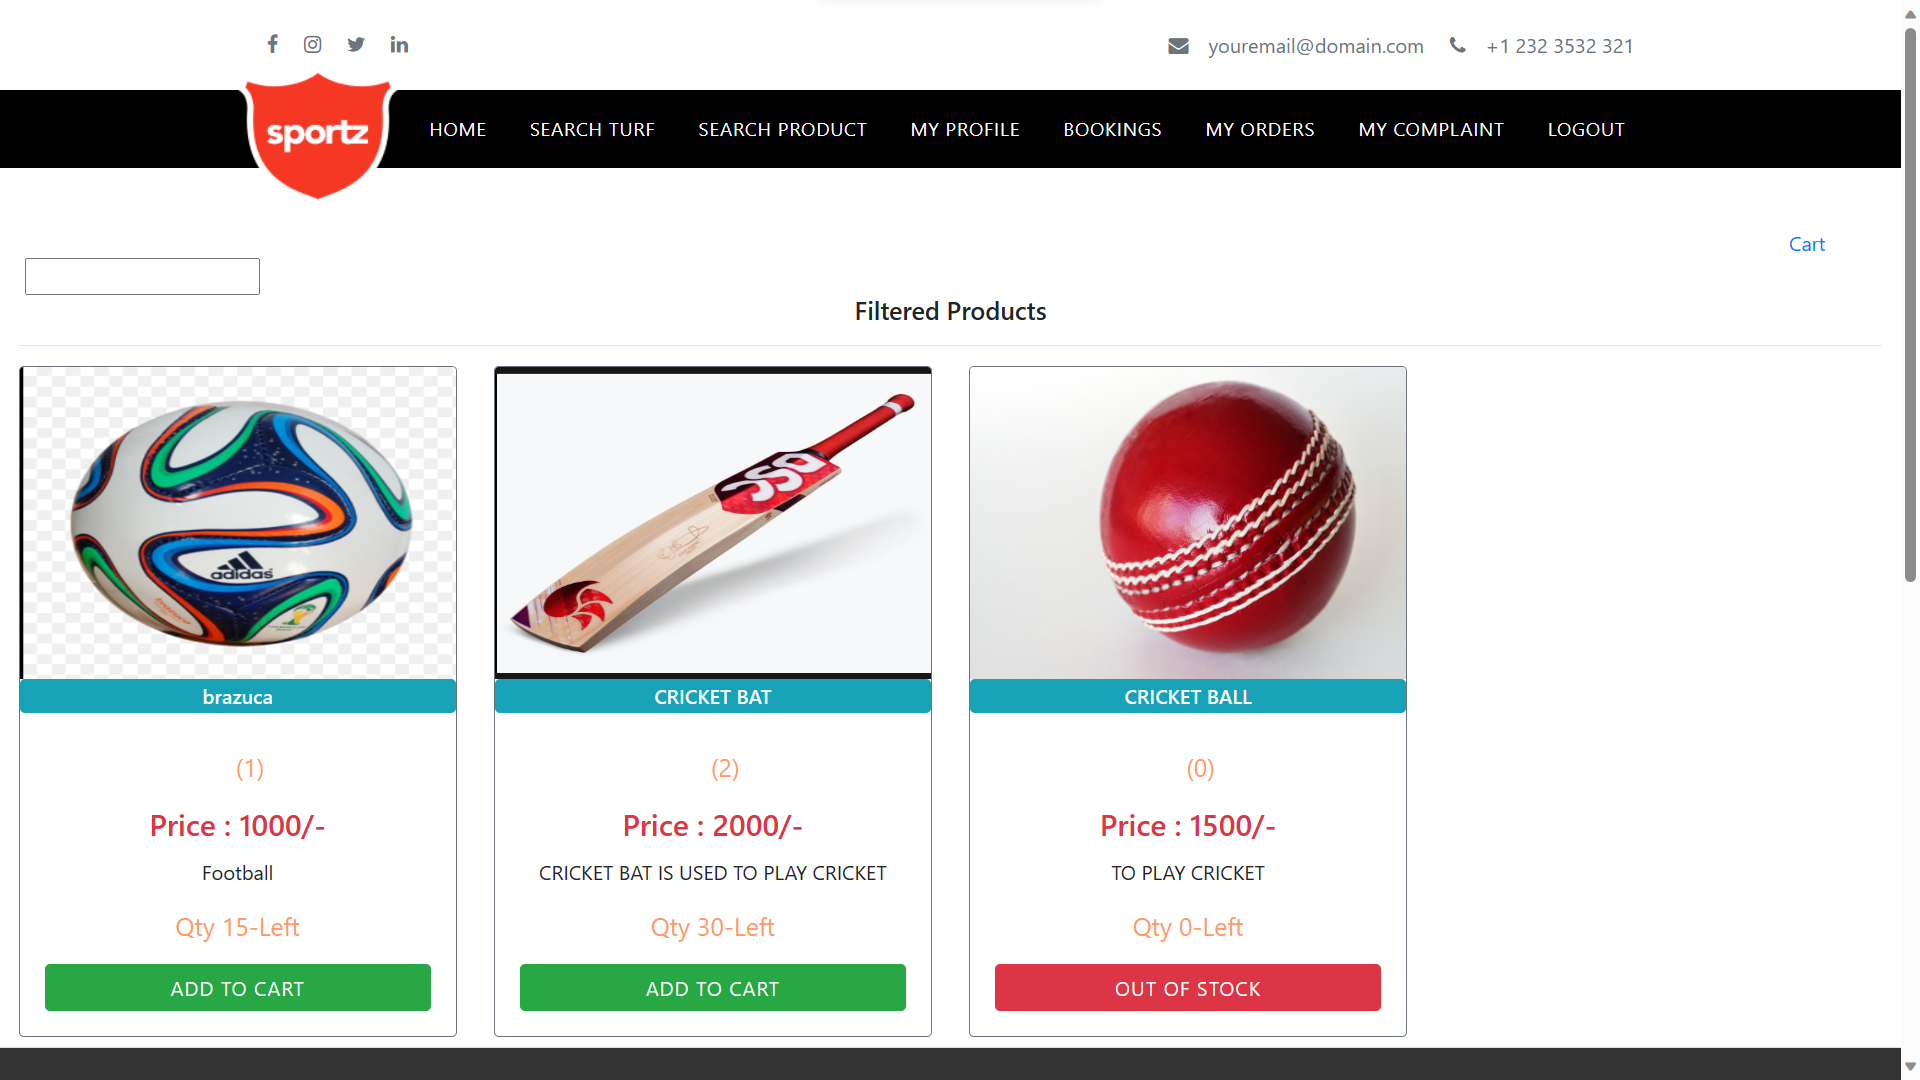 youremail@domain.com +1 232 3532 321
sportz
HOME SEARCH TURF SEARCH PRODUCT MY PROFILE BOOKINGS MY ORDERS MY COMPLAINT LOGOUT
Cart
Filtered Products
adidas
brazuca
DSC
brazuca CRICKET BAT CRICKET BALL
(1) (2) (0)
Price : 1000/- Price : 2000/- Price : 1500/-
Football CRICKET BAT IS USED TO PLAY CRICKET TO PLAY CRICKET
Qty 15-Left Qty 30-Left Qty 0-Left
ADD TO CART ADD TO CART OUT OF STOCK